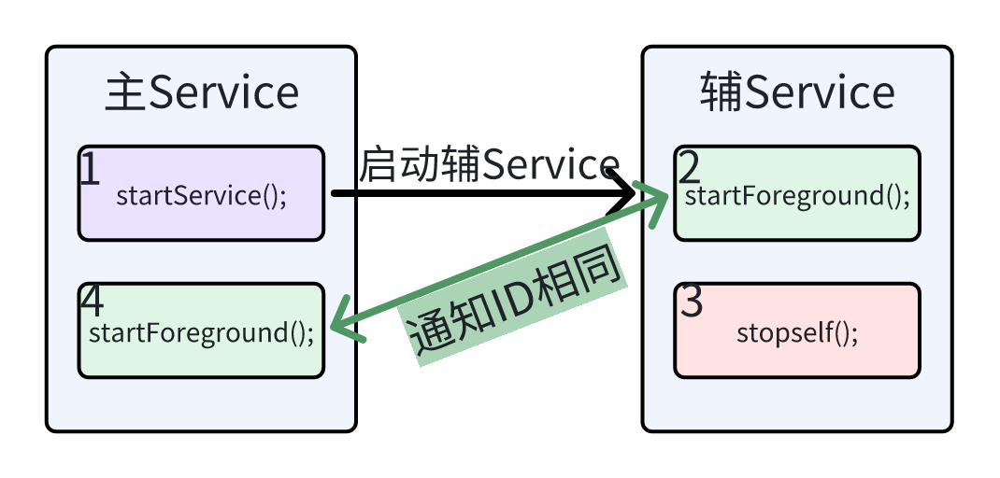 主Service
1
startService();
4
startForeground();
启动辅Service
通知ID相同
辅Service
2
startForeground();
3
stopself();